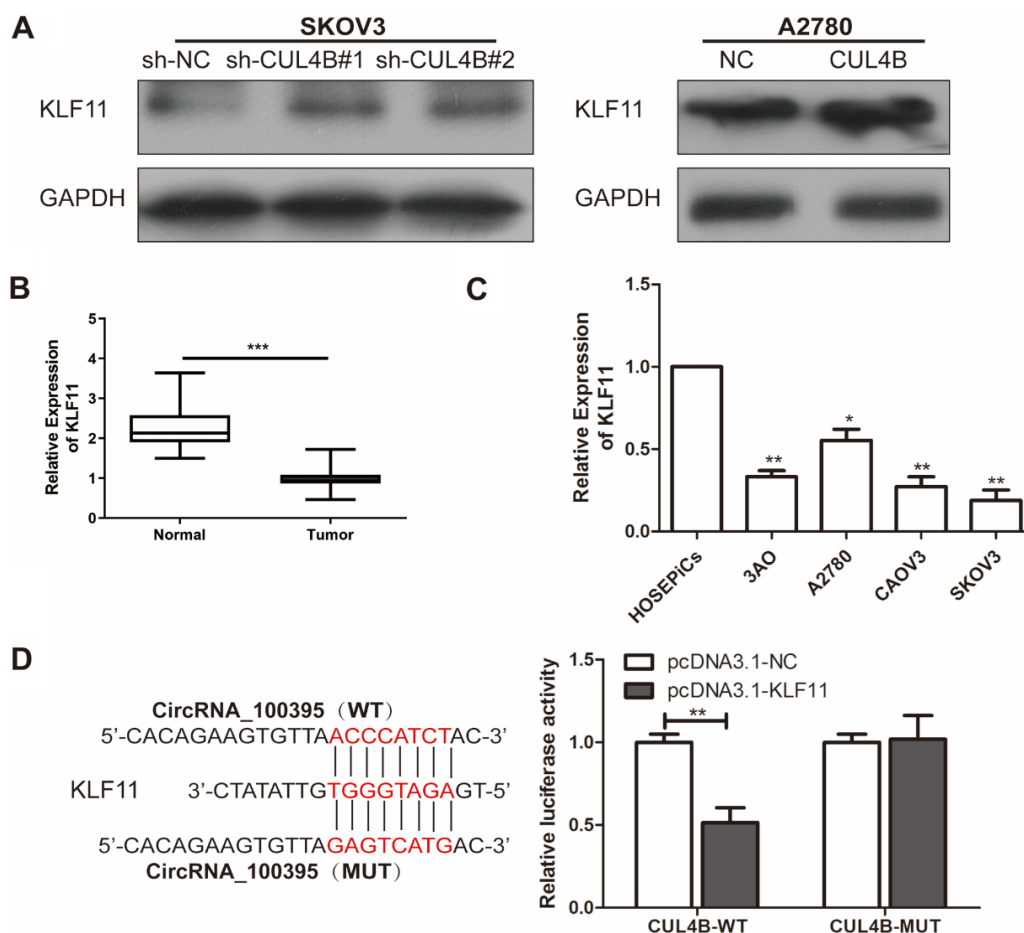 A
SKOV3
sh-NC sh-CUL4B#1 sh-CUL4B#2
KLF11
GAPDH
A2780
NC CUL4B
KLF11
GAPDH
B
Relative Expression
of KLF11
5
4
3
2
1
0
***
Normal Tumor
C
Relative Expression
of KLF11
1.5
1.0
0.5
0.0
**
*
**
**
HOSEPiCs 3AO A2780 CAOV3 SKOV3
D
CircRNA_100395（WT）
5'-CACAGAAGTGTTAACCCATCTAC-3'
KLF11 3'-CTATATTGTGGGTAGAGT-5'
5'-CACAGAAGTGTTAGAGTCATGAC-3'
CircRNA_100395（MUT）
Relative luciferase activity
1.5
1.0
0.5
0.0
pcDNA3.1-NC
pcDNA3.1-KLF11
**
CUL4B-WT CUL4B-MUT